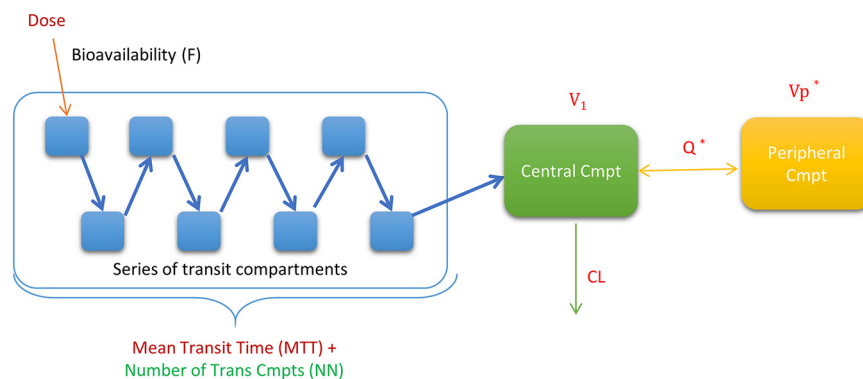 Dose
Bioavailability (F)
V₁
Vp *
Q *
Central Cmpt
Peripheral
Cmpt
Series of transit compartments
CL
Mean Transit Time (MTT) +
Number of Trans Cmpts (NN)